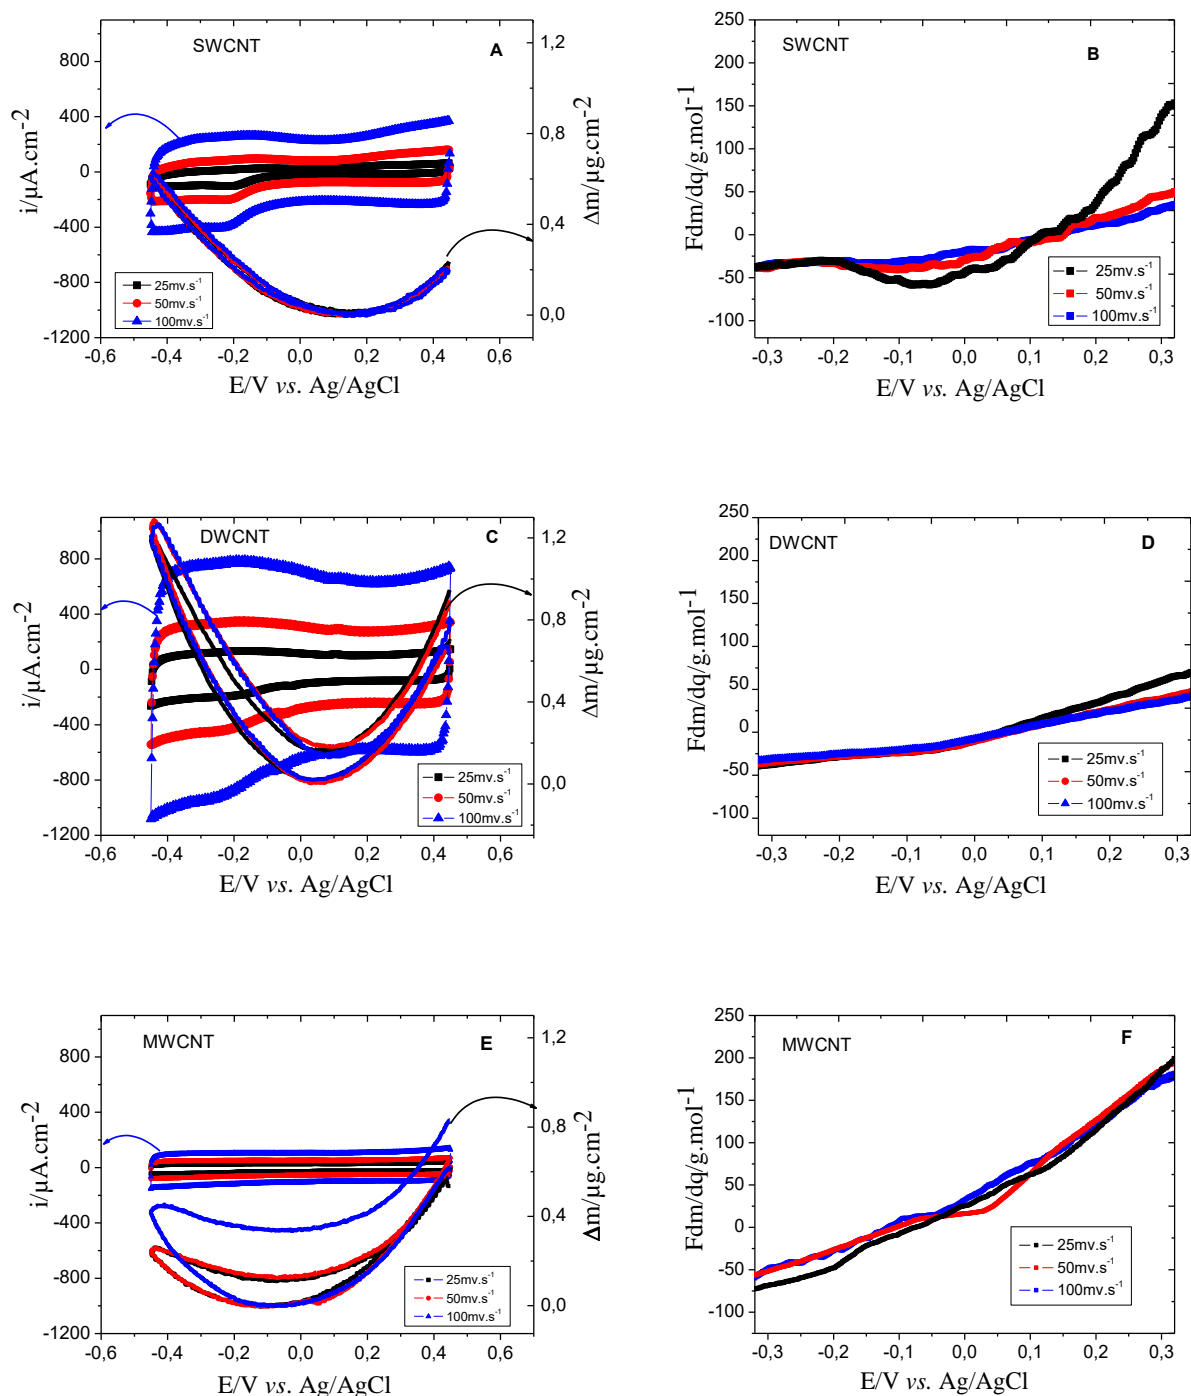 SWCNT
A
i/μA.cm-2
800
400
0
-400
-800
-1200
1,2
0,8
0,4
0,0
Δm/μg.cm-2
25mv.s-1
50mv.s-1
100mv.s-1
-0,6 -0,4 -0,2 0,0 0,2 0,4 0,6
E/V vs. Ag/AgCl
SWCNT
B
Fdm/dq/g.mol-1
250
200
150
100
50
0
-50
-100
25mv.s-1
50mv.s-1
100mv.s-1
-0,3 -0,2 -0,1 0,0 0,1 0,2 0,3
E/V vs. Ag/AgCl
DWCNT
C
i/μA.cm-2
800
400
0
-400
-800
-1200
1,2
0,8
0,4
0,0
Δm/μg.cm-2
25mv.s-1
50mv.s-1
100mv.s-1
-0,6 -0,4 -0,2 0,0 0,2 0,4 0,6
E/V vs. Ag/AgCl
DWCNT
D
Fdm/dq/g.mol-1
250
200
150
100
50
0
-50
-100
25mv.s-1
50mv.s-1
100mv.s-1
-0,3 -0,2 -0,1 0,0 0,1 0,2 0,3
E/V vs. Ag/AgCl
MWCNT
E
i/μA.cm-2
800
400
0
-400
-800
-1200
1,2
0,8
0,4
0,0
Δm/μg.cm-2
25mv.s-1
50mv.s-1
100mv.s-1
-0,6 -0,4 -0,2 0,0 0,2 0,4 0,6
E/V vs. Ag/AgCl
MWCNT
F
Fdm/dq/g.mol-1
250
200
150
100
50
0
-50
-100
25mv.s-1
50mv.s-1
100mv.s-1
-0,3 -0,2 -0,1 0,0 0,1 0,2 0,3
E/V vs. Ag/AgCl